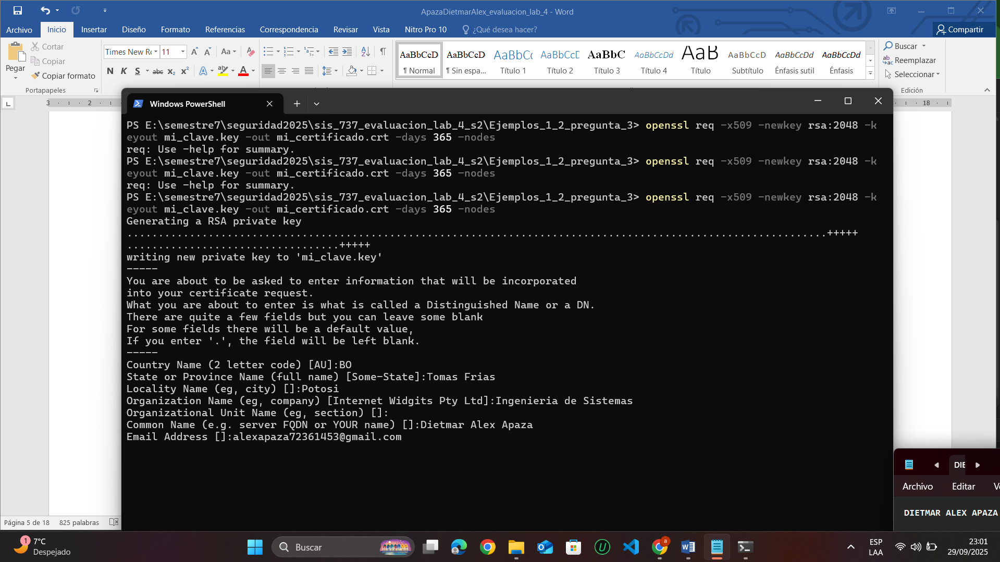 ApazaDietmarAlex_evaluacion_lab_4 - Word
Archivo Inicio Insertar Diseño Formato Referencias Correspondencia Revisar Vista Nitro Pro 10 ¿Qué desea hacer? Compartir
Pegar
Cortar
Copiar
Copiar formato
Portapapeles
Times New Ro 11
Aa
N K S abc x₂ x²
AaBbCcD AaBbCcD AaBbCc AaBbCcC AaBbC AaBbCcDd AaB AaBbCcD AaBbCcDd AaBbCcDd
¶ Normal ¶ Sin espa... Título 1 Título 2 Título 3 Título 4 Título Subtítulo Énfasis sutil Énfasis
Buscar
Reemplazar
Seleccionar
Edición
3 2 18
Windows PowerShell
PS E:\semestre7\seguridad2025\sis_737_evaluacion_lab_4_s2\Ejemplos_1_2_pregunta_3> openssl req -x509 -newkey rsa:2048 -k
eyout mi_clave.key -out mi_certificado.crt -days 365 -nodes
req: Use -help for summary.
PS E:\semestre7\seguridad2025\sis_737_evaluacion_lab_4_s2\Ejemplos_1_2_pregunta_3> openssl req -x509 -newkey rsa:2048 -k
eyout mi_clave.key -out mi_certificado.crt -days 365 -nodes
req: Use -help for summary.
PS E:\semestre7\seguridad2025\sis_737_evaluacion_lab_4_s2\Ejemplos_1_2_pregunta_3> openssl req -x509 -newkey rsa:2048 -k
eyout mi_clave.key -out mi_certificado.crt -days 365 -nodes
Generating a RSA private key
................................................................................................................+++++
..................................+++++
writing new private key to 'mi_clave.key'
-----
You are about to be asked to enter information that will be incorporated
into your certificate request.
What you are about to enter is what is called a Distinguished Name or a DN.
There are quite a few fields but you can leave some blank
For some fields there will be a default value,
If you enter '.', the field will be left blank.
-----
Country Name (2 letter code) [AU]:BO
State or Province Name (full name) [Some-State]:Tomas Frias
Locality Name (eg, city) []:Potosi
Organization Name (eg, company) [Internet Widgits Pty Ltd]:Ingenieria de Sistemas
Organizational Unit Name (eg, section) []:
Common Name (e.g. server FQDN or YOUR name) []:Dietmar Alex Apaza
Email Address []:alexapaza72361453@gmail.com
DIE
Archivo Editar
DIETMAR ALEX APAZA
Página 5 de 18 825 palabras
1
7°C
Despejado
Buscar
ESP
LAA
23:01
29/09/2025